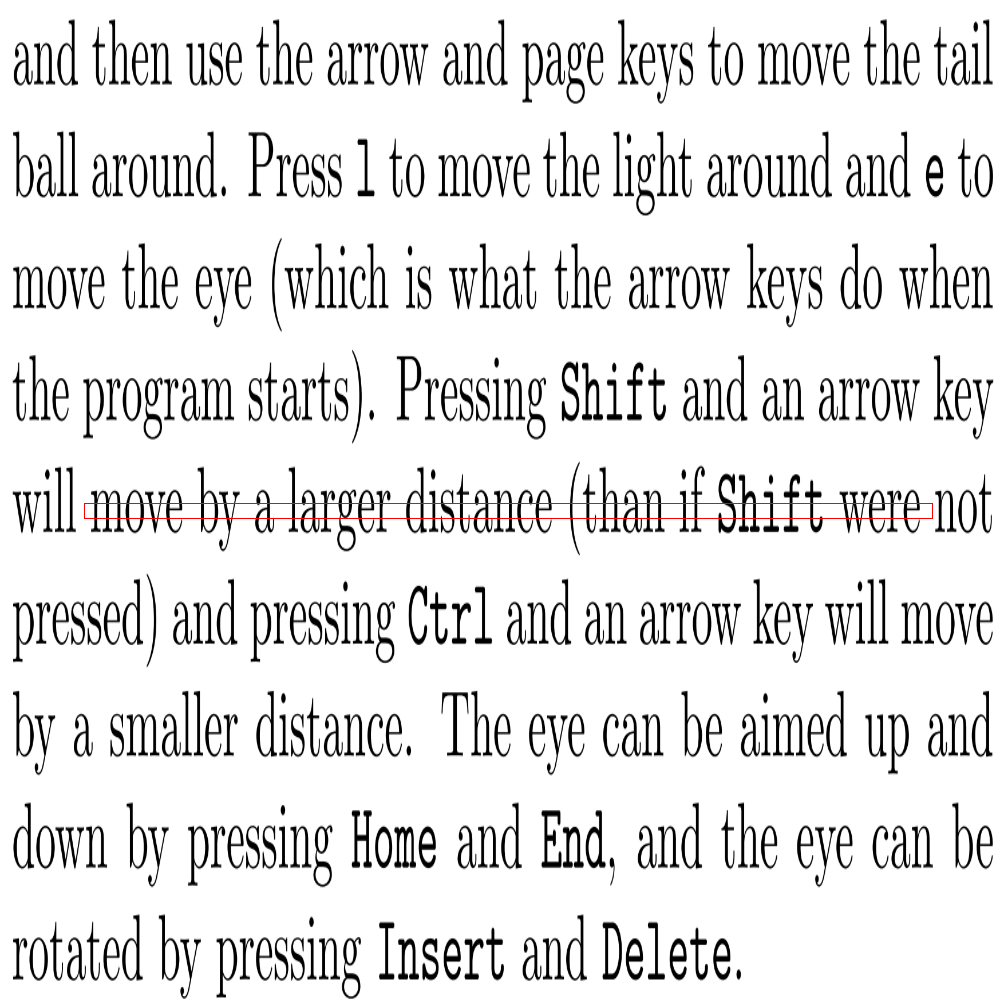 and then use the arrow and page keys to move the tail
ball around. Press l to move the light around and e to
move the eye (which is what the arrow keys do when
the program starts). Pressing Shift and an arrow key
will move by a larger distance (than if Shift were not
pressed) and pressing Ctrl and an arrow key will move
by a smaller distance. The eye can be aimed up and
down by pressing Home and End, and the eye can be
rotated by pressing Insert and Delete.